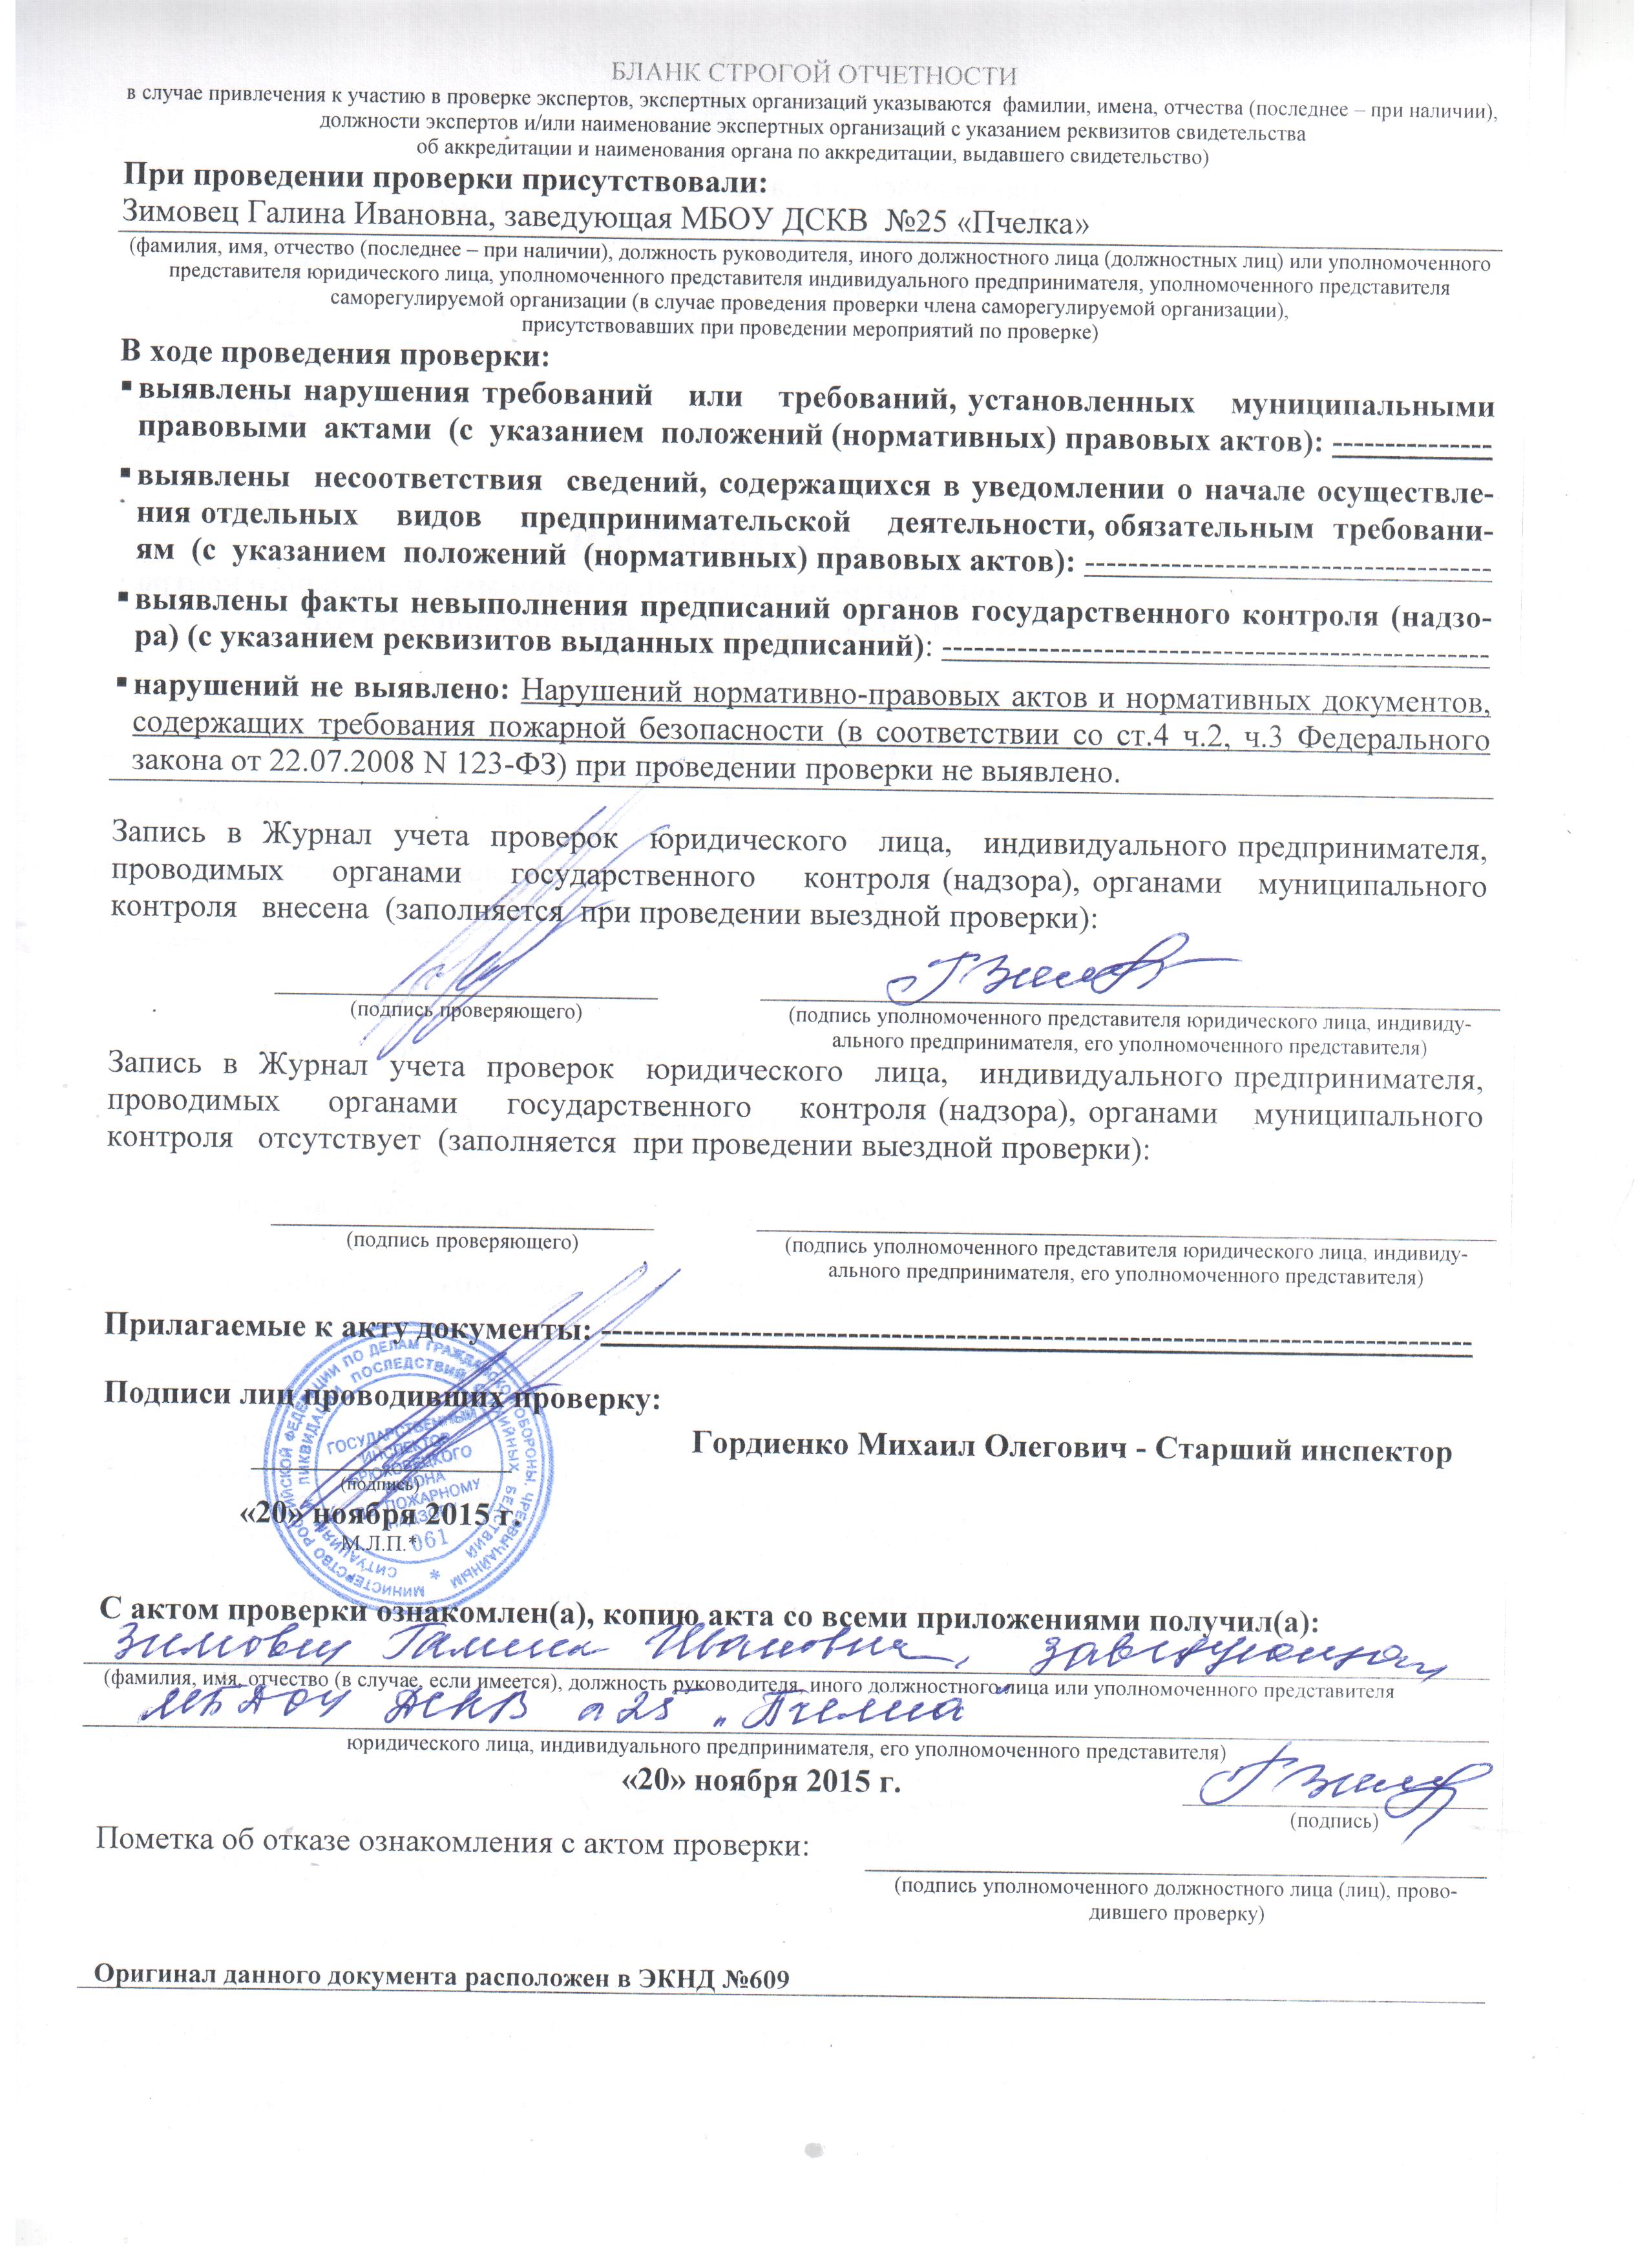 БЛАНК СТРОГОЙ ОТЧЕТНОСТИ
в случае привлечения к участию в проверке экспертов, экспертных организаций указываются фамилии, имена, отчества (последнее – при наличии),
должности экспертов и/или наименование экспертных организаций с указанием реквизитов свидетельства
об аккредитации и наименования органа по аккредитации, выдавшего свидетельство)
При проведении проверки присутствовали:
Зимовец Галина Ивановна, заведующая МБОУ ДСКВ №25 «Пчелка»
(фамилия, имя, отчество (последнее – при наличии), должность руководителя, иного должностного лица (должностных лиц) или уполномоченного
представителя юридического лица, уполномоченного представителя индивидуального предпринимателя, уполномоченного представителя
саморегулируемой организации (в случае проведения проверки члена саморегулируемой организации),
присутствовавших при проведении мероприятий по проверке)
В ходе проведения проверки:
▪ выявлены нарушения требований или требований, установленных муниципальными
правовыми актами (с указанием положений (нормативных) правовых актов): ---------------
▪ выявлены несоответствия сведений, содержащихся в уведомлении о начале осуществле-
ния отдельных видов предпринимательской деятельности, обязательным требовани-
ям (с указанием положений (нормативных) правовых актов): --------------------------------------
▪ выявлены факты невыполнения предписаний органов государственного контроля (надзо-
ра) (с указанием реквизитов выданных предписаний): ---------------------------------------------------
▪ нарушений не выявлено: Нарушений нормативно-правовых актов и нормативных документов,
содержащих требования пожарной безопасности (в соответствии со ст.4 ч.2, ч.3 Федерального
закона от 22.07.2008 N 123-ФЗ) при проведении проверки не выявлено.
Запись в Журнал учета проверок юридического лица, индивидуального предпринимателя,
проводимых органами государственного контроля (надзора), органами муниципального
контроля внесена (заполняется при проведении выездной проверки):
(подпись проверяющего)
(подпись уполномоченного представителя юридического лица, индивиду-
ального предпринимателя, его уполномоченного представителя)
Запись в Журнал учета проверок юридического лица, индивидуального предпринимателя,
проводимых органами государственного контроля (надзора), органами муниципального
контроля отсутствует (заполняется при проведении выездной проверки):
(подпись проверяющего)
(подпись уполномоченного представителя юридического лица, индивиду-
ального предпринимателя, его уполномоченного представителя)
Прилагаемые к акту документы: --------------------------------------------------------------------------------
Подписи лиц проводивших проверку:
Гордиенко Михаил Олегович - Старший инспектор
(подпись)
«20» ноября 2015 г.
М.Л.П.*
МИНИСТЕРСТВО РОССИЙСКОЙ ФЕДЕРАЦИИ ПО ДЕЛАМ ГРАЖДАНСКОЙ ОБОРОНЫ, ЧРЕЗВЫЧАЙНЫМ
СИТУАЦИЯМ И ЛИКВИДАЦИИ ПОСЛЕДСТВИЙ СТИХИЙНЫХ БЕДСТВИЙ
ГОСУДАРСТВЕННЫЙ
ИНСПЕКТОР
БРЮХОВЕЦКОГО
РАЙОНА
ПО ПОЖАРНОМУ
НАДЗОРУ
061
С актом проверки ознакомлен(а), копию акта со всеми приложениями получил(а):
Зимовец Галина Ивановна, заведующая
(фамилия, имя, отчество (в случае, если имеется), должность руководителя, иного должностного лица или уполномоченного представителя
МБДОУ ДСКВ №25 „Пчелка"
юридического лица, индивидуального предпринимателя, его уполномоченного представителя)
«20» ноября 2015 г.
(подпись)
Пометка об отказе ознакомления с актом проверки:
(подпись уполномоченного должностного лица (лиц), прово-
дившего проверку)
Оригинал данного документа расположен в ЭКНД №609